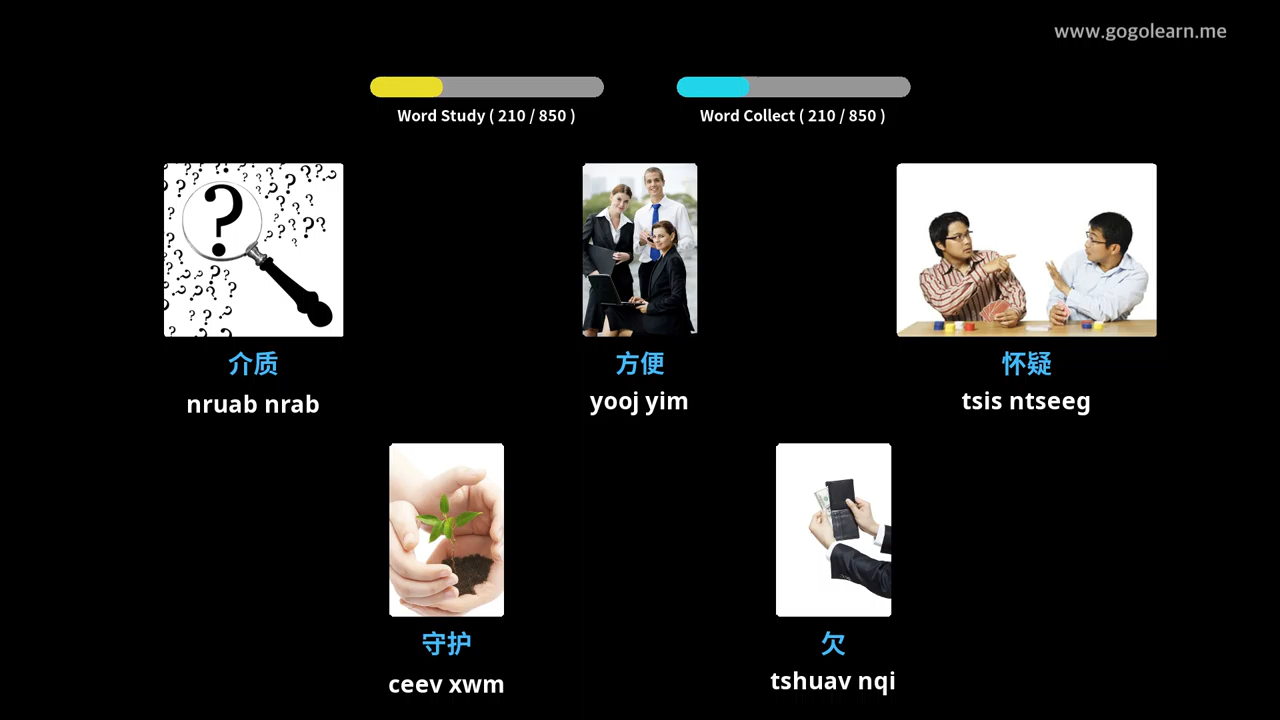 www.gogolearn.me
Word Study ( 210 / 850 )
Word Collect ( 210 / 850 )
介质
nruab nrab
方便
yooj yim
怀疑
tsis ntseeg
守护
ceev xwm
欠
tshuav nqi